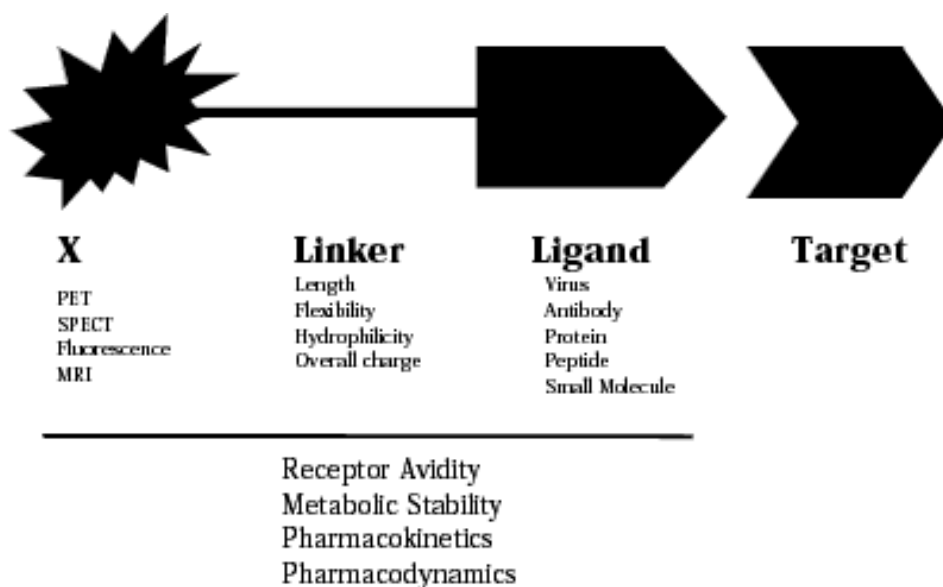 X
PET
SPECT
Fluorescence
MRI
Linker
Length
Flexibility
Hydrophilicity
Overall charge
Ligand
Virus
Antibody
Protein
Peptide
Small Molecule
Target
Receptor Avidity
Metabolic Stability
Pharmacokinetics
Pharmacodynamics